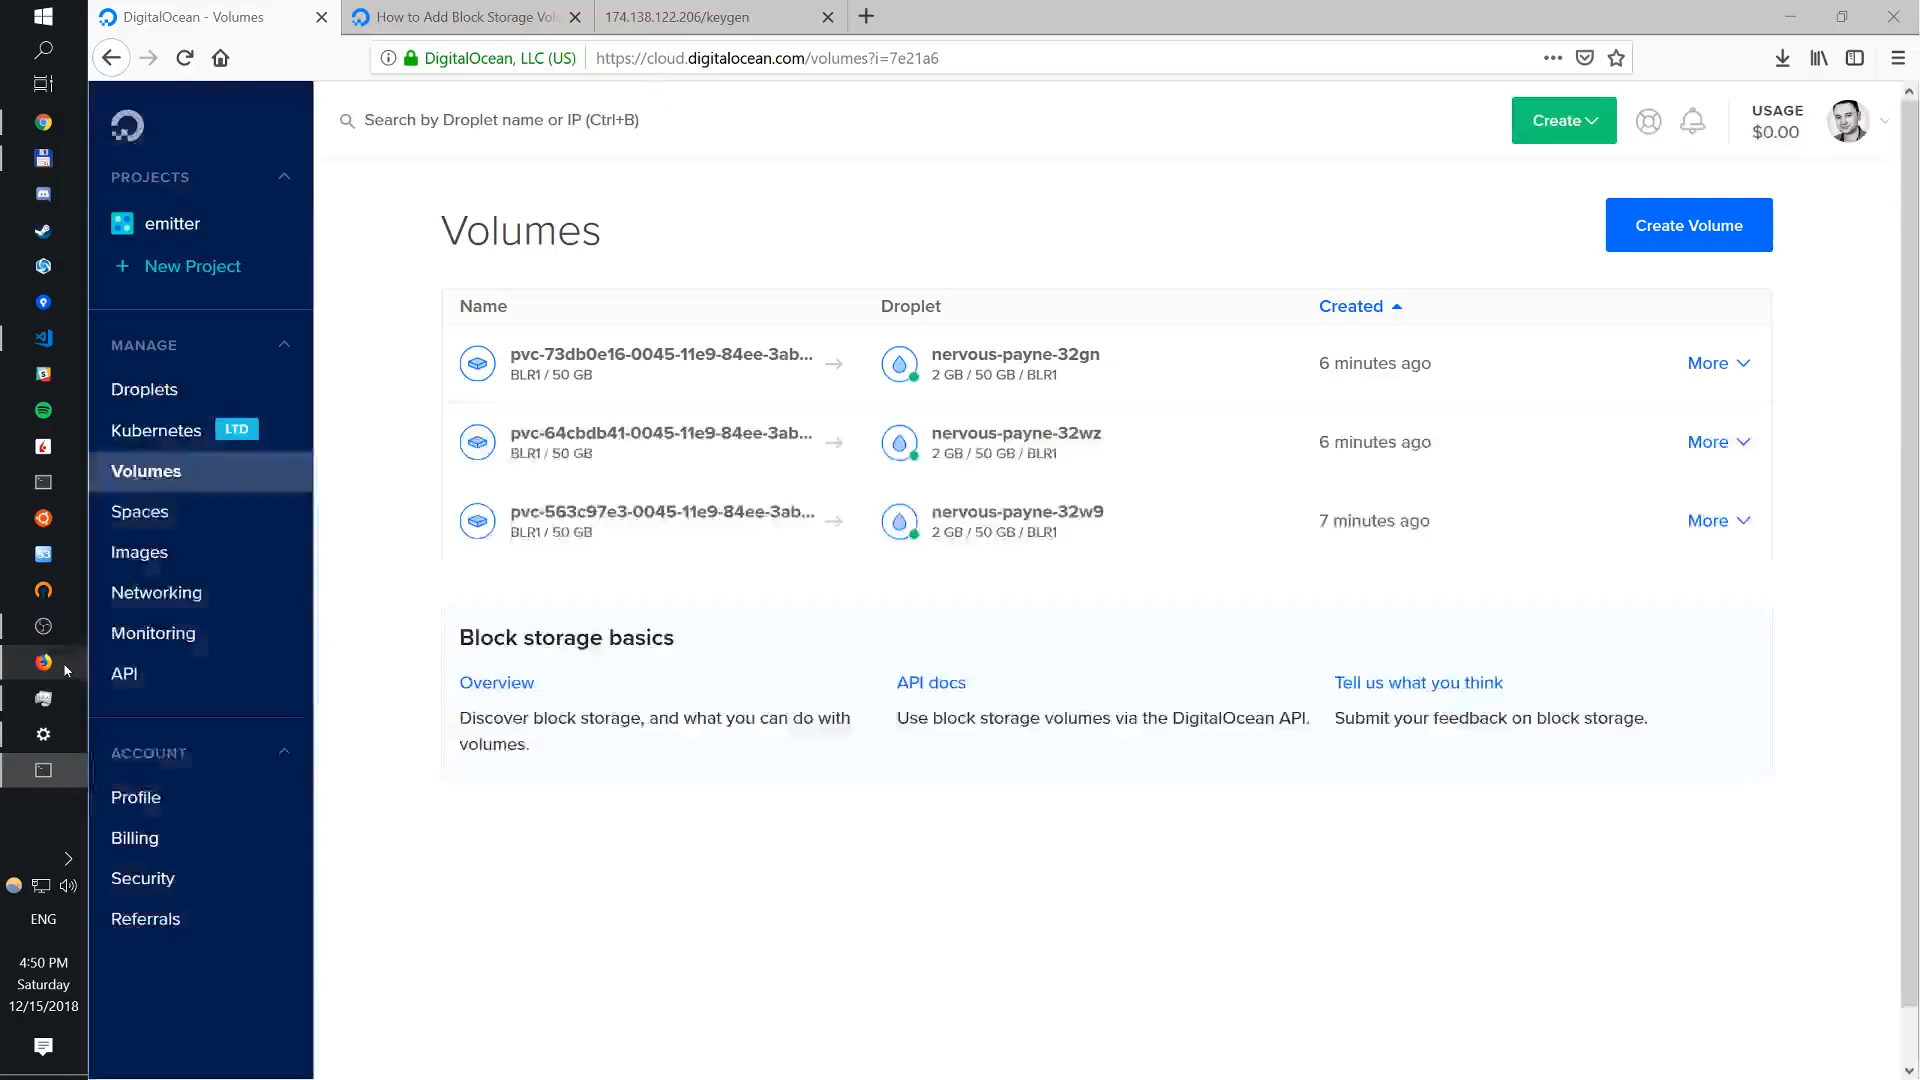 DigitalOcean - Volumes
How to Add Block Storage Vol
174.138.122.206/keygen
DigitalOcean, LLC (US)
https://cloud.digitalocean.com/volumes?i=7e21a6
Search by Droplet name or IP (Ctrl+B)
Create
USAGE
$0.00
PROJECTS
emitter
+ New Project
MANAGE
Droplets
Kubernetes LTD
Volumes
Spaces
Images
Networking
Monitoring
API
ACCOUNT
Profile
Billing
Security
Referrals
Volumes
Create Volume
Name Droplet Created
pvc-73db0e16-0045-11e9-84ee-3ab... nervous-payne-32gn 6 minutes ago More
BLR1 / 50 GB 2 GB / 50 GB / BLR1
pvc-64cbdb41-0045-11e9-84ee-3ab... nervous-payne-32wz 6 minutes ago More
BLR1 / 50 GB 2 GB / 50 GB / BLR1
pvc-563c97e3-0045-11e9-84ee-3ab... nervous-payne-32w9 7 minutes ago More
BLR1 / 50 GB 2 GB / 50 GB / BLR1
Block storage basics
Overview
Discover block storage, and what you can do with
volumes.
API docs
Use block storage volumes via the DigitalOcean API.
Tell us what you think
Submit your feedback on block storage.
ENG
4:50 PM
Saturday
12/15/2018